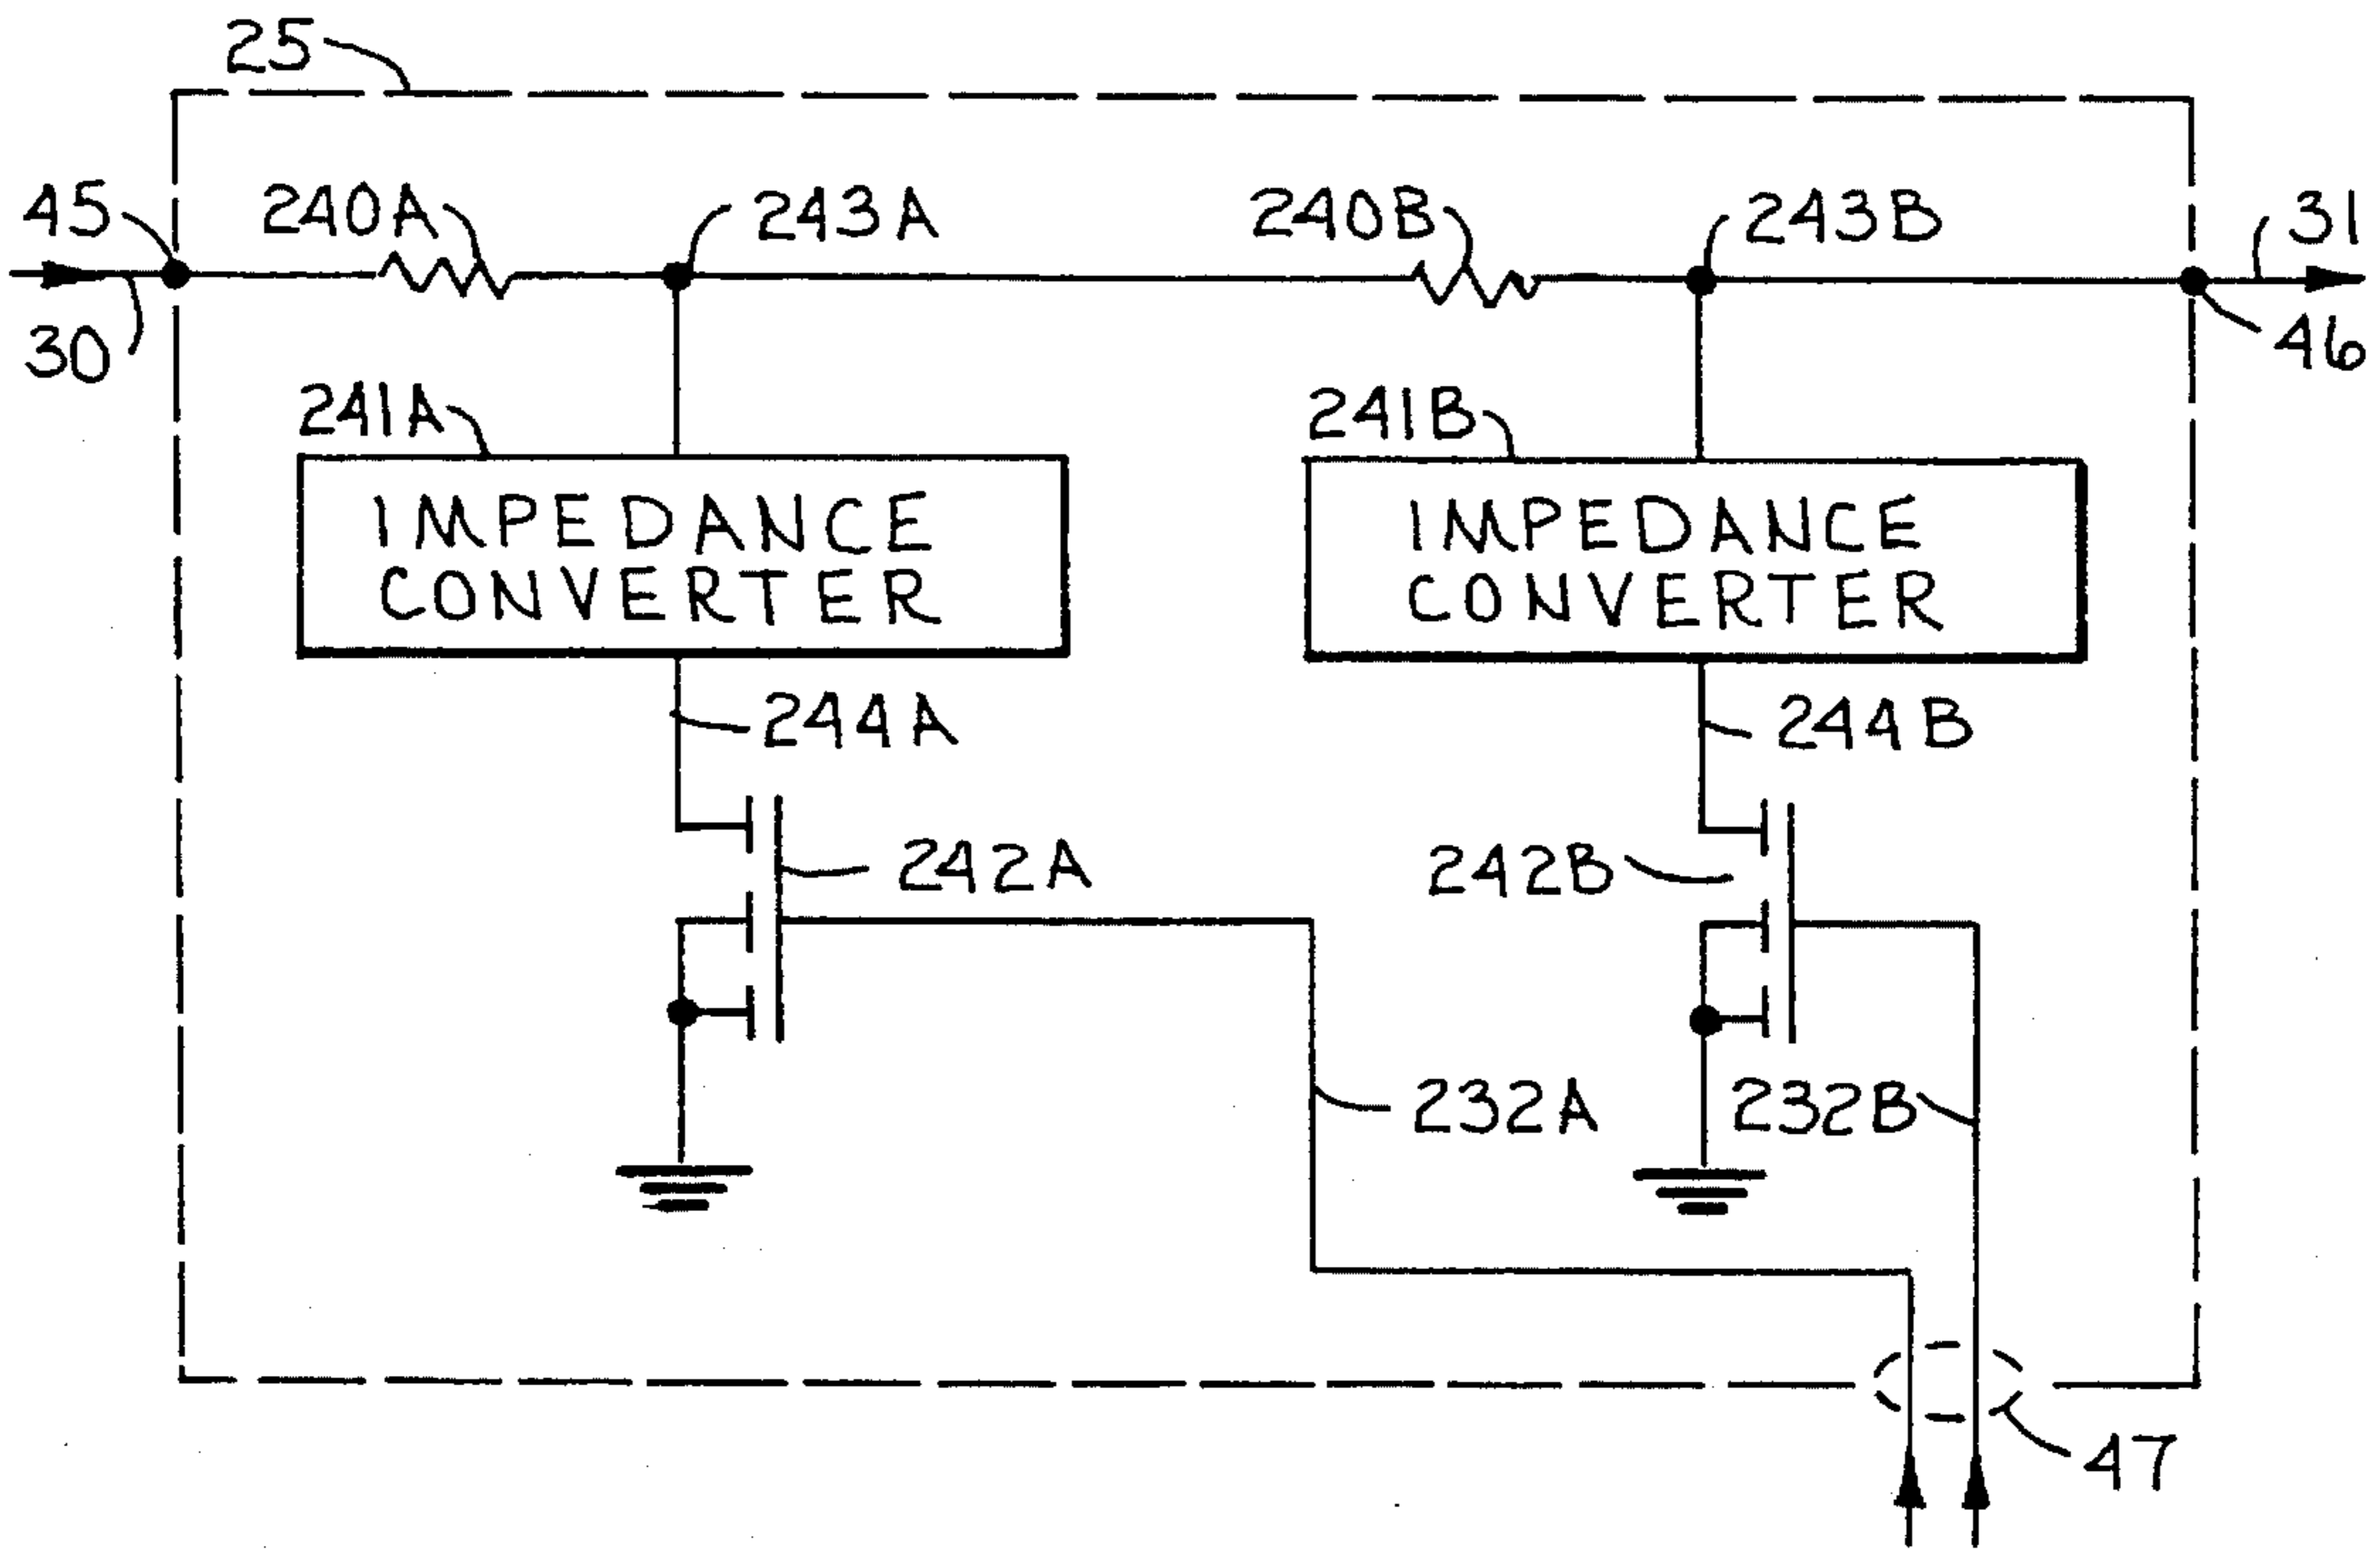 25
45
240A
243A
240B
243B
31
30
46
241A
241B
IMPEDANCE
CONVERTER
IMPEDANCE
CONVERTER
244A
244B
242A
242B
232A
232B
47